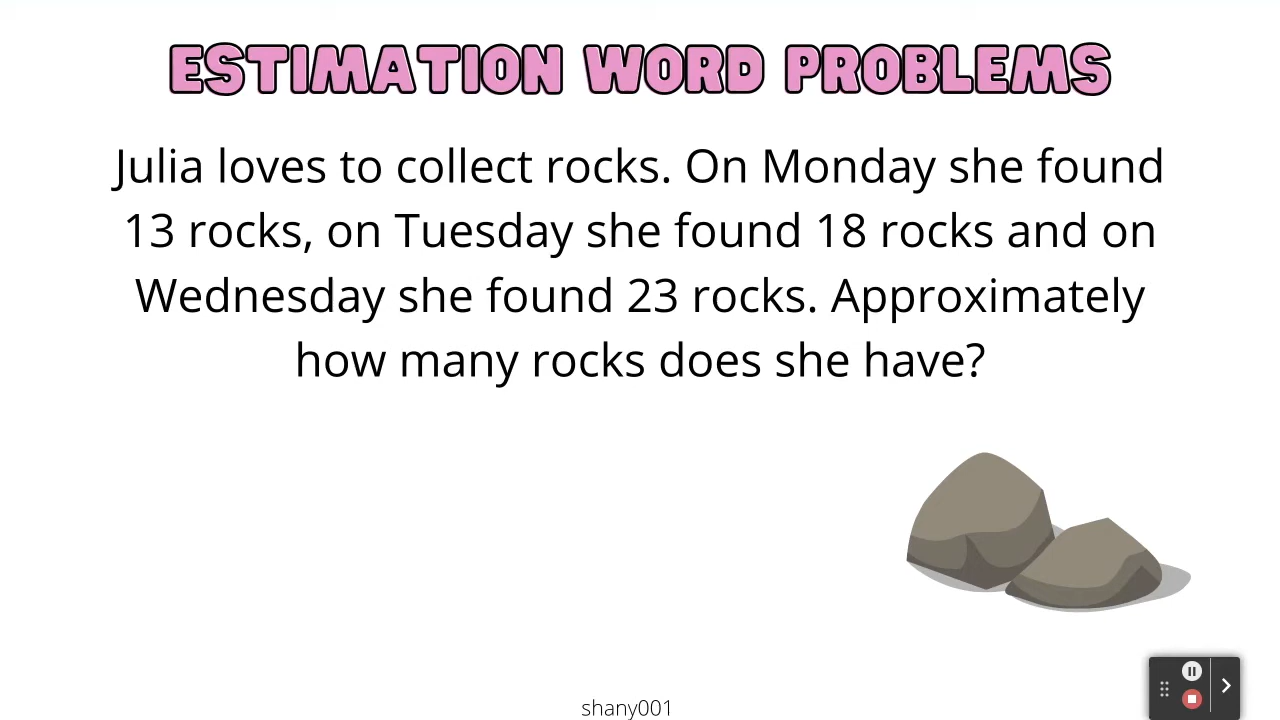 ESTIMATION WORD PROBLEMS
Julia loves to collect rocks. On Monday she found
13 rocks, on Tuesday she found 18 rocks and on
Wednesday she found 23 rocks. Approximately
how many rocks does she have?
shany001